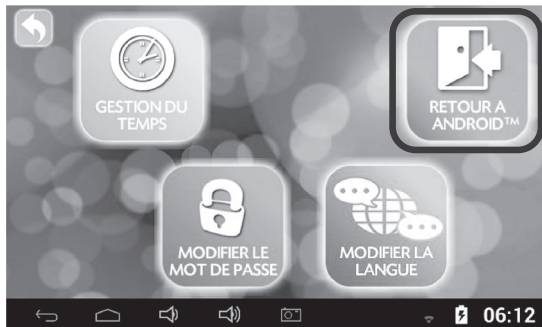 GESTION DU
TEMPS
RETOUR A
ANDROID™
MODIFIER LE
MOT DE PASSE
MODIFIER LA
LANGUE
06:12